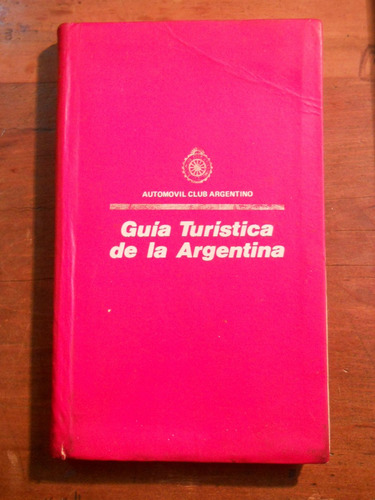 AUTOMOVIL CLUB ARGENTINO
Guía Turística
de la Argentina